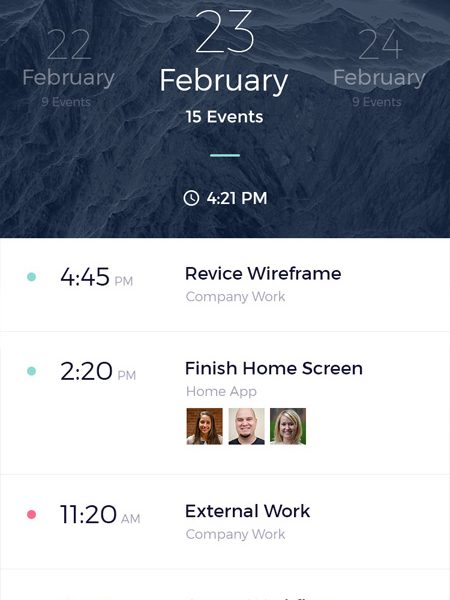 22
February
9 Events
23
February
15 Events
24
February
9 Events
4:21 PM
4:45 PM
Revice Wireframe
Company Work
2:20 PM
Finish Home Screen
Home App
11:20 AM
External Work
Company Work